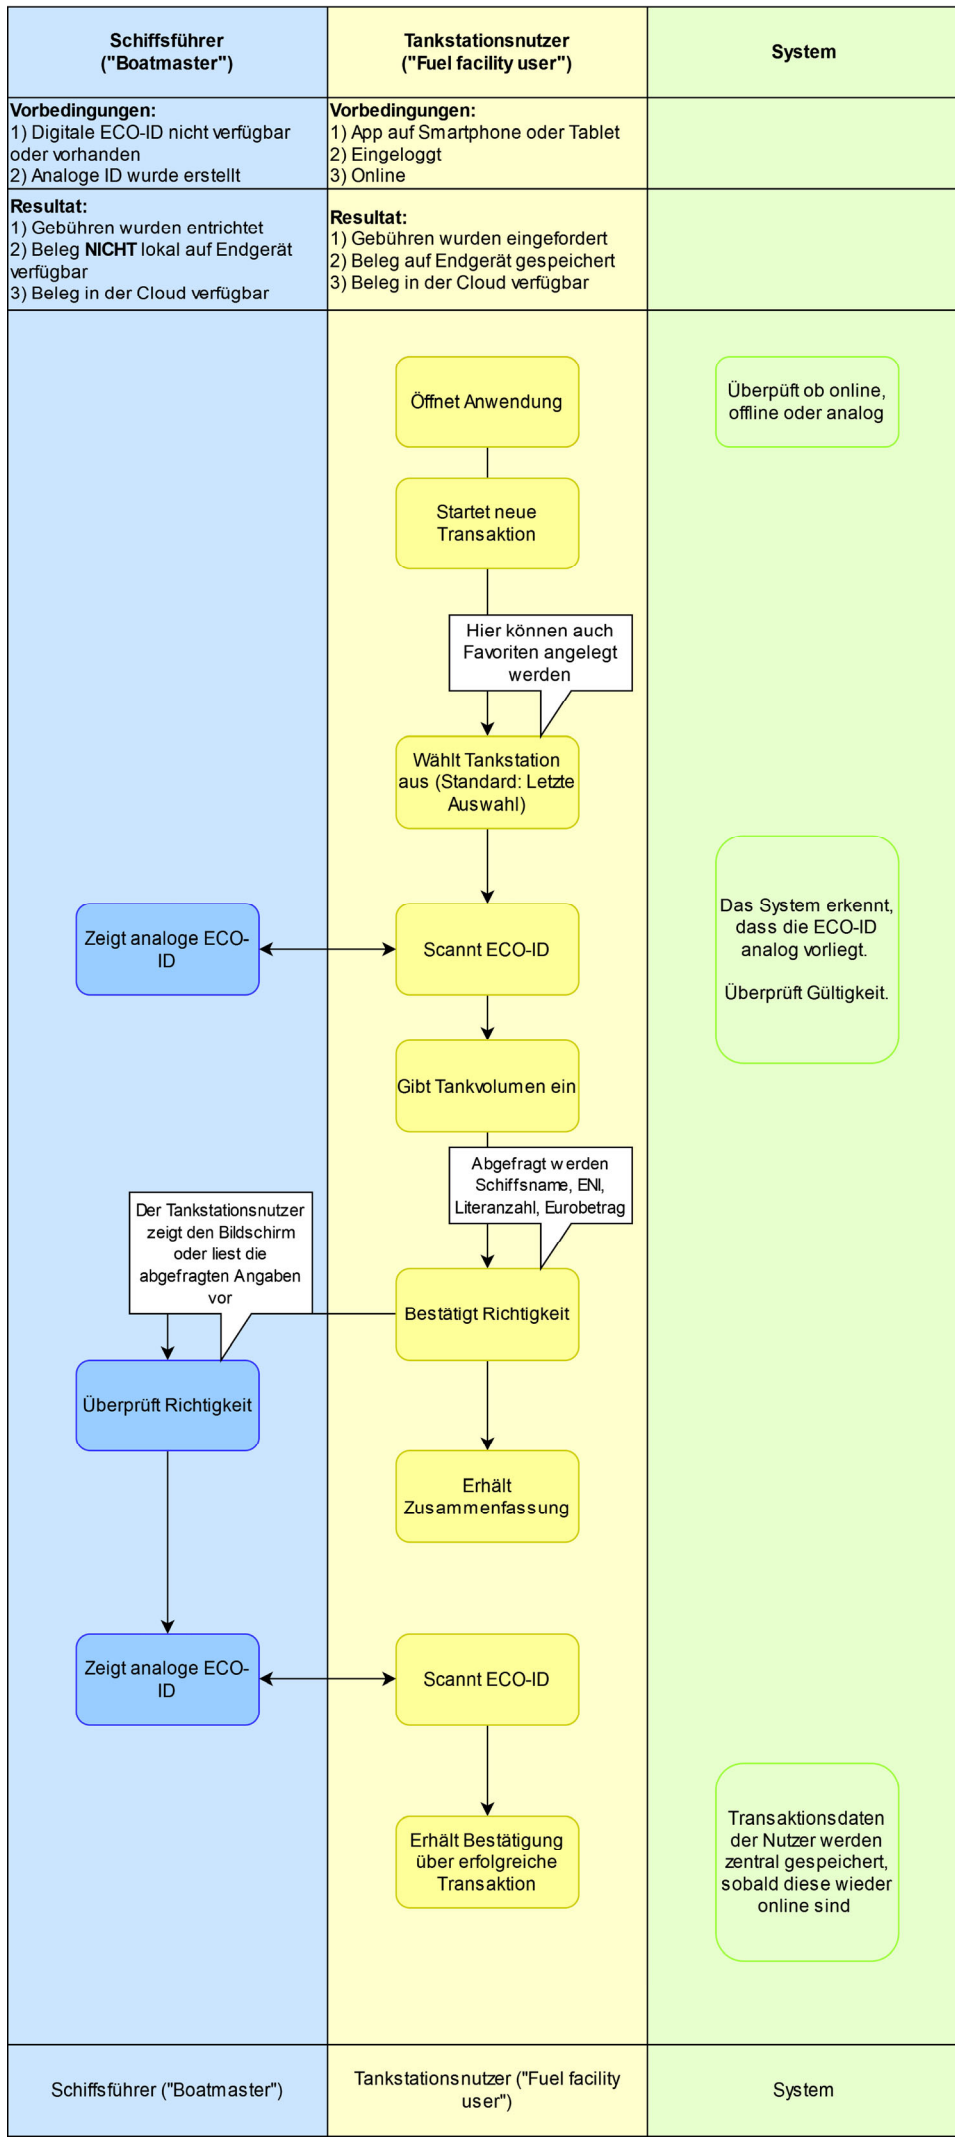 Schiffsführer
("Boatmaster")
Tankstationsnutzer
("Fuel facility user")
System
Vorbedingungen:
1) Digitale ECO-ID nicht verfügbar
oder vorhanden
2) Analoge ID wurde erstellt
Vorbedingungen:
1) App auf Smartphone oder Tablet
2) Eingeloggt
3) Online
Resultat:
1) Gebühren wurden entrichtet
2) Beleg NICHT lokal auf Endgerät
verfügbar
3) Beleg in der Cloud verfügbar
Resultat:
1) Gebühren wurden eingefordert
2) Beleg auf Endgerät gespeichert
3) Beleg in der Cloud verfügbar
Öffnet Anwendung
Überpüft ob online,
offline oder analog
Startet neue
Transaktion
Hier können auch
Favoriten angelegt
werden
Wählt Tankstation
aus (Standard: Letzte
Auswahl)
Zeigt analoge ECO-
ID
Scannt ECO-ID
Das System erkennt,
dass die ECO-ID
analog vorliegt.
Überprüft Gültigkeit.
Gibt Tankvolumen ein
Abgefragt werden
Schiffsname, ENI,
Literanzahl, Eurobetrag
Der Tankstationsnutzer
zeigt den Bildschirm
oder liest die
abgefragten Angaben
vor
Bestätigt Richtigkeit
Überprüft Richtigkeit
Erhält
Zusammenfassung
Zeigt analoge ECO-
ID
Scannt ECO-ID
Erhält Bestätigung
über erfolgreiche
Transaktion
Transaktionsdaten
der Nutzer werden
zentral gespeichert,
sobald diese wieder
online sind
Schiffsführer ("Boatmaster")
Tankstationsnutzer ("Fuel facility
user")
System